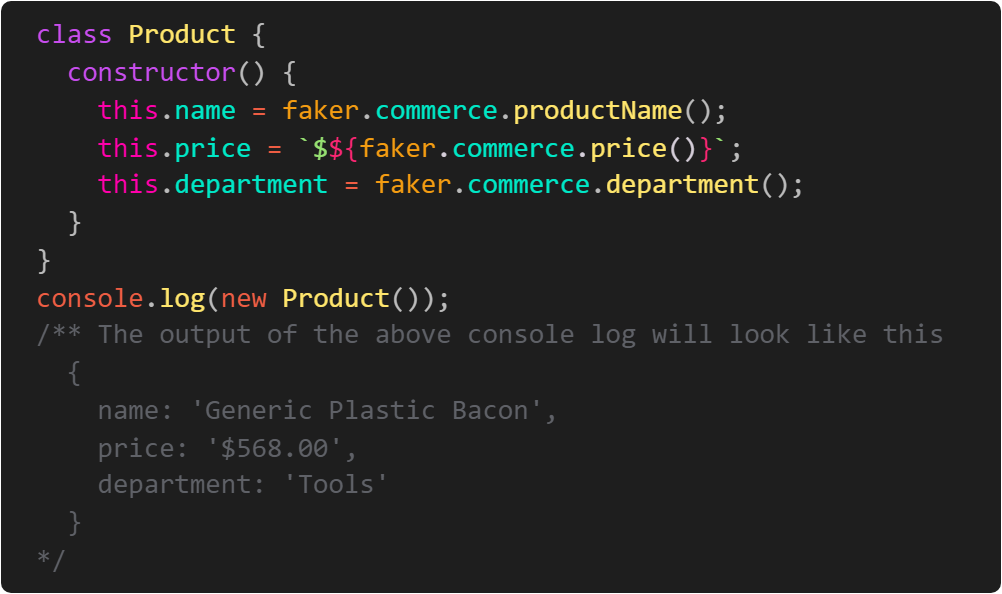 class Product {
  constructor() {
    this.name = faker.commerce.productName();
    this.price = `$${faker.commerce.price()}`;
    this.department = faker.commerce.department();
  }
}
console.log(new Product());
/** The output of the above console log will look like this
  {
    name: 'Generic Plastic Bacon',
    price: '$568.00',
    department: 'Tools'
  }
*/